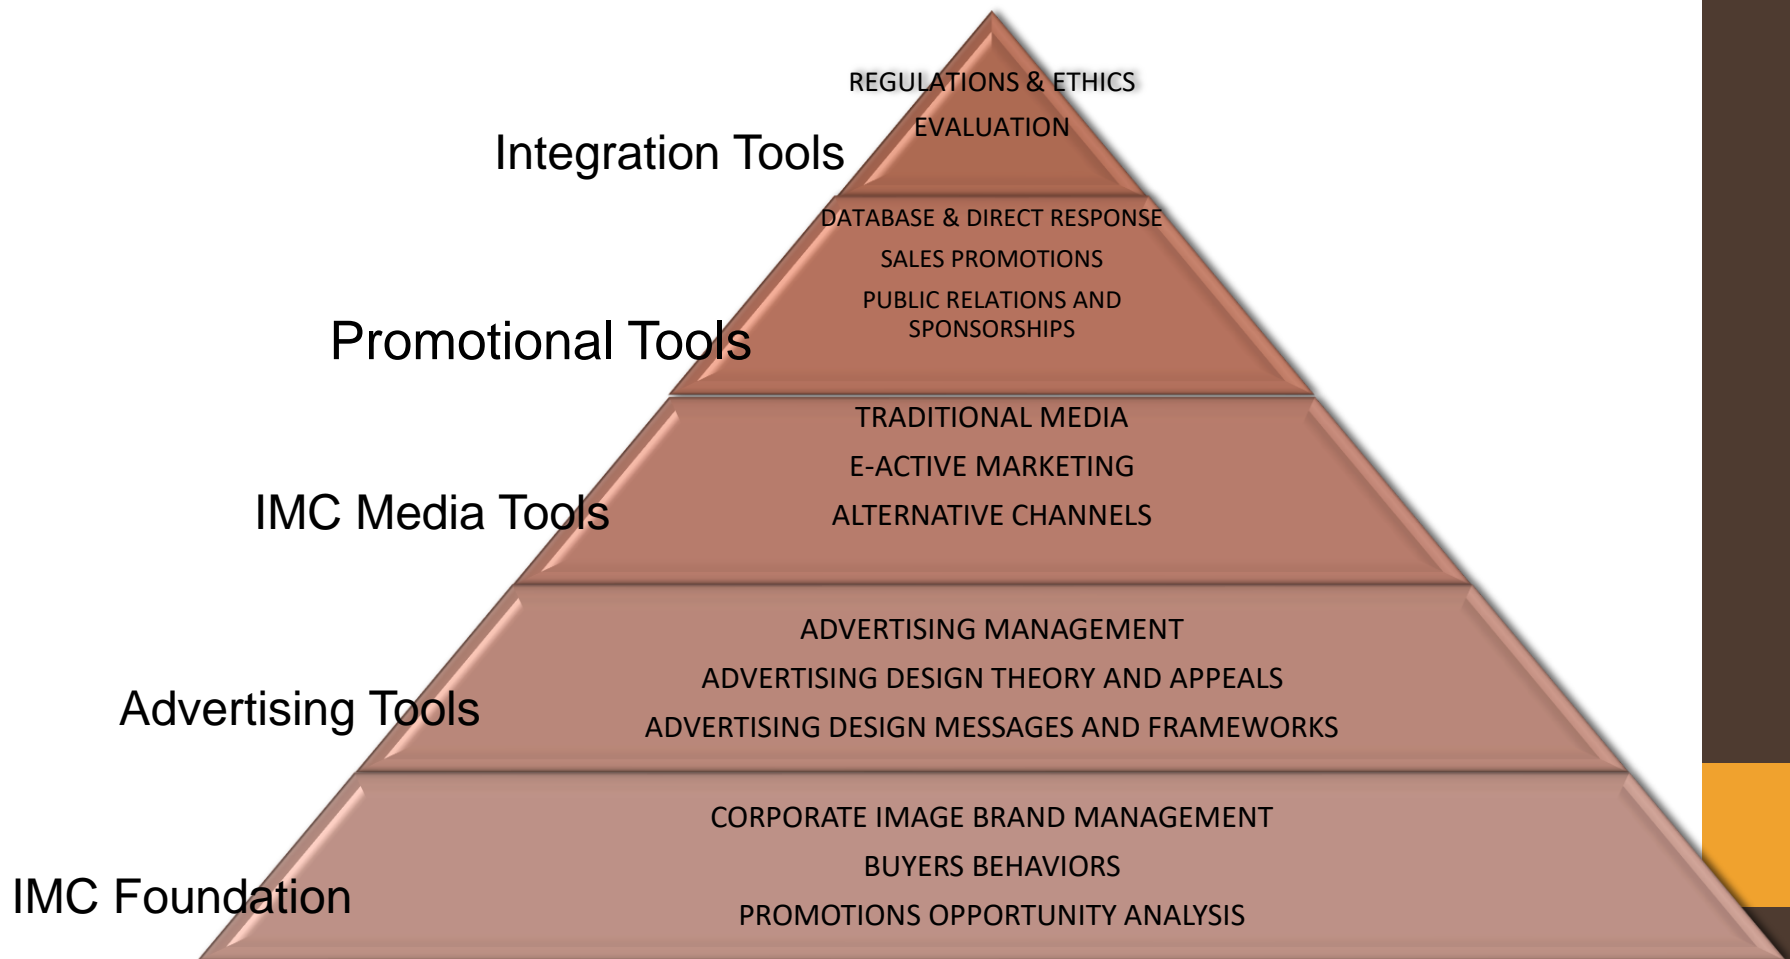 REGULATIONS & ETHICS
EVALUATION
Integration Tools
DATABASE & DIRECT RESPONSE
SALES PROMOTIONS
PUBLIC RELATIONS AND
SPONSORSHIPS
Promotional Tools
TRADITIONAL MEDIA
E-ACTIVE MARKETING
ALTERNATIVE CHANNELS
IMC Media Tools
ADVERTISING MANAGEMENT
ADVERTISING DESIGN THEORY AND APPEALS
ADVERTISING DESIGN MESSAGES AND FRAMEWORKS
Advertising Tools
CORPORATE IMAGE BRAND MANAGEMENT
BUYERS BEHAVIORS
PROMOTIONS OPPORTUNITY ANALYSIS
IMC Foundation